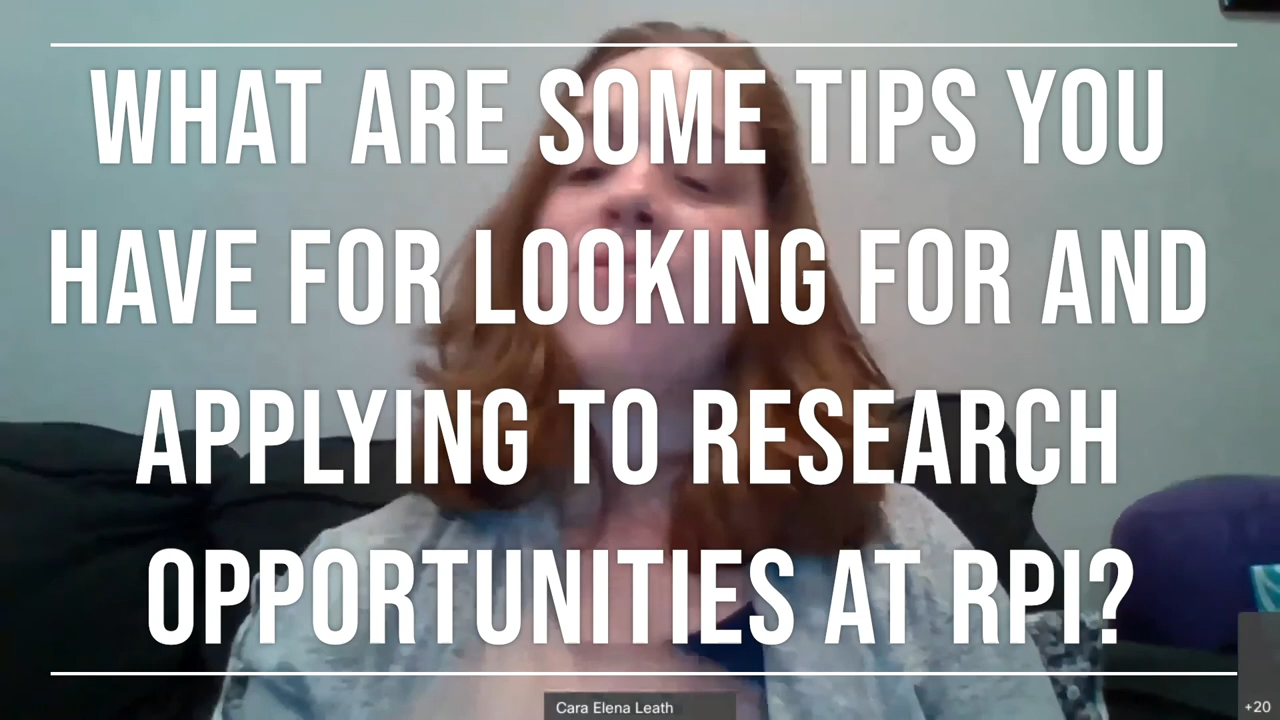 WHAT ARE SOME TIPS YOU
HAVE FOR LOOKING FOR AND
APPLYING TO RESEARCH
OPPORTUNITIES AT RPI?
Cara Elena Leath
+20